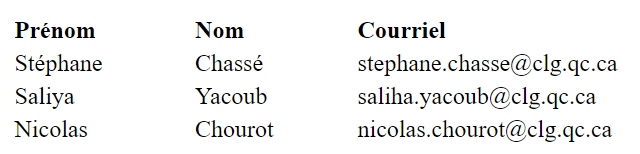 Prénom Nom Courriel
Stéphane Chassé stephane.chasse@clg.qc.ca
Saliya Yacoub saliha.yacoub@clg.qc.ca
Nicolas Chourot nicolas.chourot@clg.qc.ca